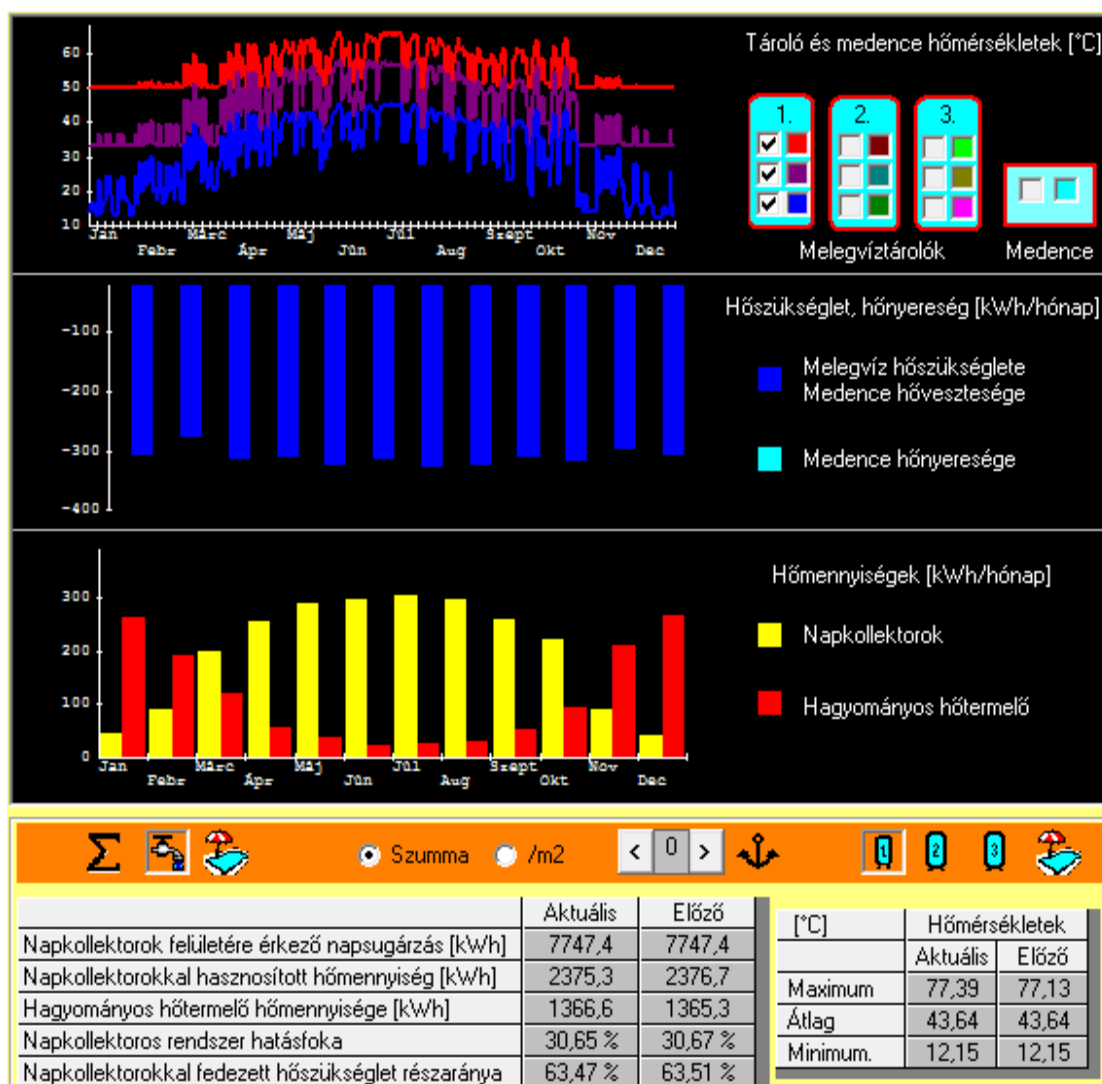 Tároló és medence hőmérsékletek [°C]
60
50
40
30
20
10
1.
2.
3.
Jan Márc Máj Júl Szept Nov
Febr Ápr Jún Aug Okt Dec
Melegvíztárolók
Medence
Hőszükséglet, hőnyereség [kWh/hónap]
-100
-200
-300
-400
Melegvíz hőszükséglete
Medence hővesztesége
Medence hőnyeresége
Hőmennyiségek [kWh/hónap]
300
200
100
0
Napkollektorok
Hagyományos hőtermelő
Jan Márc Máj Júl Szept Nov
Febr Ápr Jún Aug Okt Dec
Σ
Szumma
/m2
< 0 >
1
2
3
Aktuális Előző
Napkollektorok felületére érkező napsugárzás [kWh] 7747,4 7747,4
Napkollektorokkal hasznosított hőmennyiség [kWh] 2375,3 2376,7
Hagyományos hőtermelő hőmennyisége [kWh] 1366,6 1365,3
Napkollektoros rendszer hatásfoka 30,65 % 30,67 %
Napkollektorokkal fedezett hőszükséglet részaránya 63,47 % 63,51 %
[°C] Hőmérsékletek
Aktuális Előző
Maximum 77,39 77,13
Átlag 43,64 43,64
Minimum. 12,15 12,15